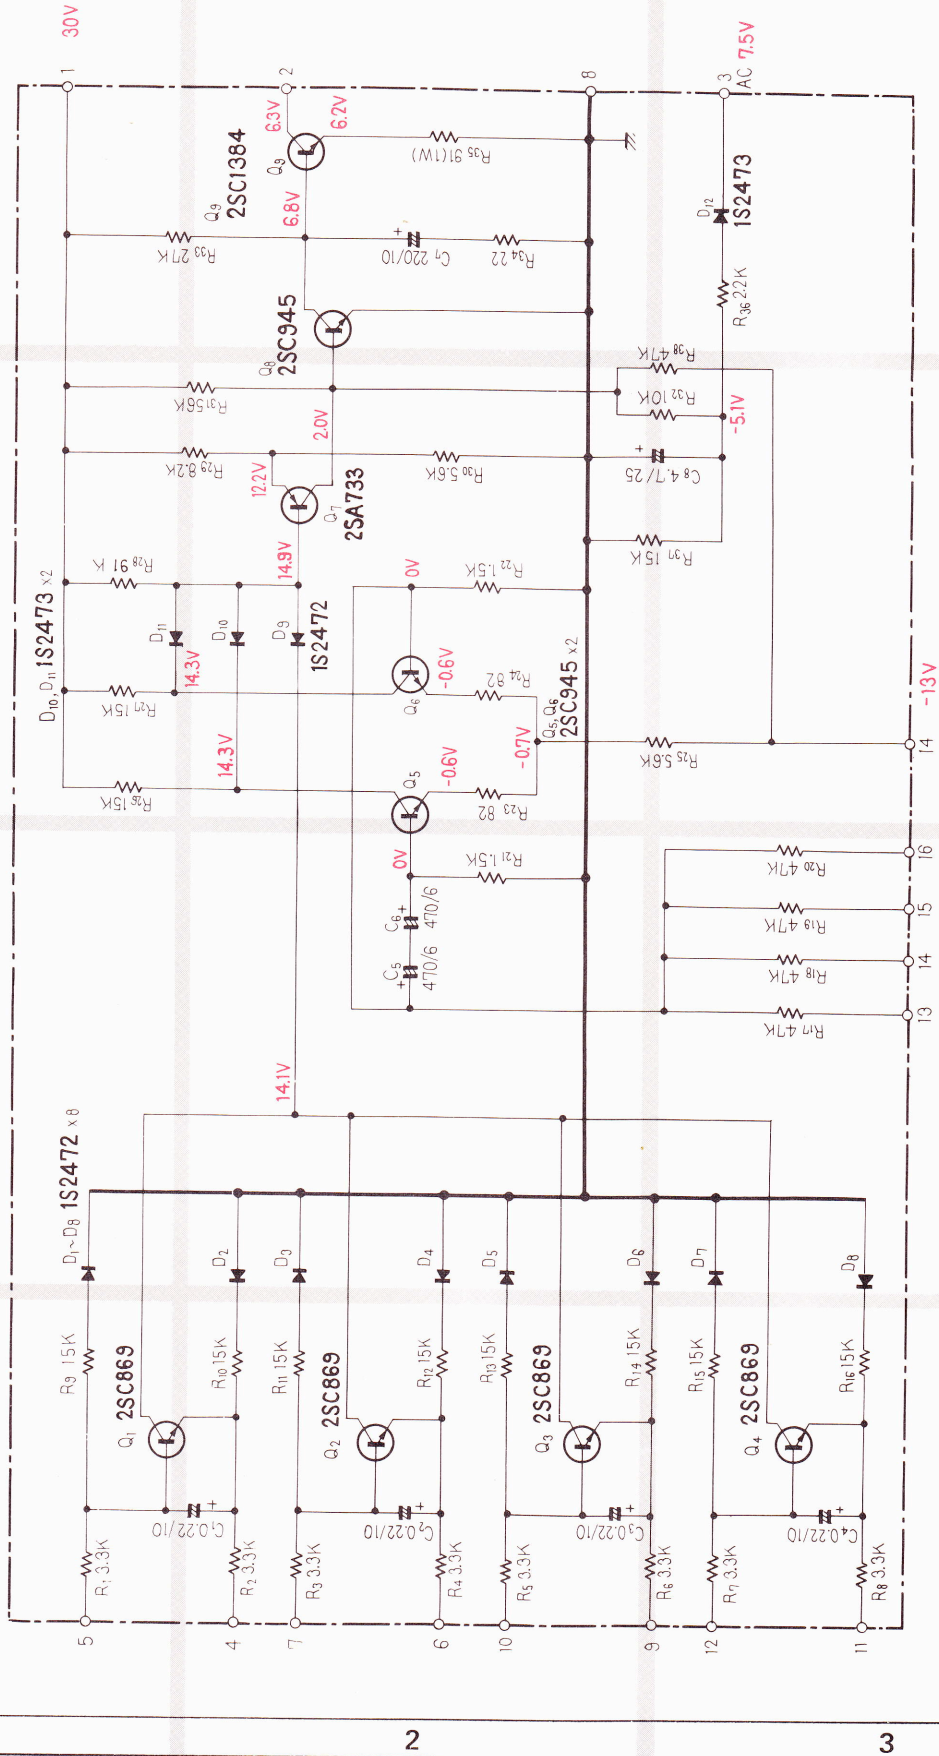 30V
1
2
8
3
AC 7.5V
6.3V
6.2V
Q9
R35 91(1W)
Q9
2SC1384
6.8V
R33 27K
C7 220/10
+
R34 22
D12
1S2473
R36 2.2K
Q8
2SC945
R31 56K
2.0V
R38 47K
R32 10K
-5.1V
R29 8.2K
12.2V
R30 5.6K
+
C8 4.7/25
Q7
2SA733
14.9V
R28 91K
0V
R22 1.5K
R37 15K
D10, D11 1S2473 x2
D11
D10
D9
1S2472
14.3V
R27 15K
Q6
-0.6V
R24 82
Q5, Q6
2SC945 x2
14.3V
R26 15K
Q5
-0.6V
-0.7V
R23 82
R25 5.6K
-13V
14
0V
R21 1.5K
C6 +
470/6
+ C5
470/6
R20 47K
16
R19 47K
15
R18 47K
14
R17 47K
13
14.1V
D1~D8 1S2472 x8
D2
D3
D4
D5
D6
D7
D8
R9 15K
R10 15K
R11 15K
R12 15K
R13 15K
R14 15K
R15 15K
R16 15K
Q1
2SC869
Q2
2SC869
Q3
2SC869
Q4
2SC869
C1 0.22/10
+
C2 0.22/10
+
C3 0.22/10
+
C4 0.22/10
+
R1 3.3K
R2 3.3K
R3 3.3K
R4 3.3K
R5 3.3K
R6 3.3K
R7 3.3K
R8 3.3K
5
4
7
6
10
9
12
11
2
3